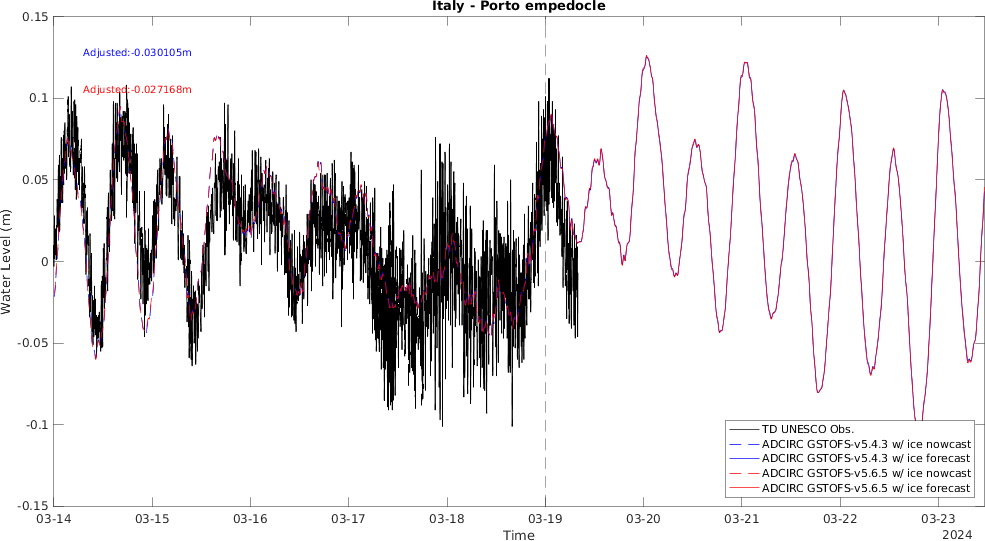 Italy - Porto empedocle
0.15
Adjusted:-0.030105m
Adjusted:-0.027168m
0.1
0.05
0
-0.05
-0.1
-0.15
Water Level (m)
TD UNESCO Obs.
ADCIRC GSTOFS-v5.4.3 w/ ice nowcast
ADCIRC GSTOFS-v5.4.3 w/ ice forecast
ADCIRC GSTOFS-v5.6.5 w/ ice nowcast
ADCIRC GSTOFS-v5.6.5 w/ ice forecast
03-14 03-15 03-16 03-17 03-18 03-19 03-20 03-21 03-22 03-23
Time
2024